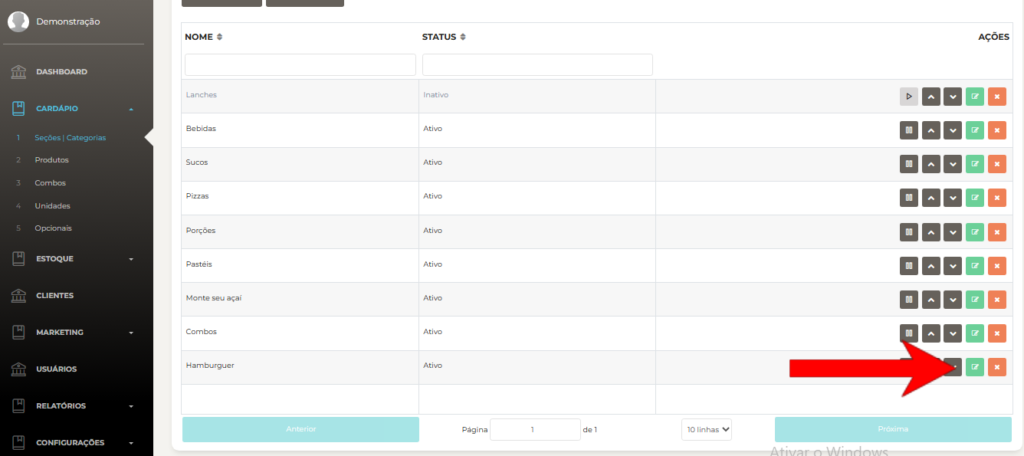 Demonstração
DASHBOARD
CARDÁPIO
1 Seções | Categorias
2 Produtos
3 Combos
4 Unidades
5 Opcionais
ESTOQUE
CLIENTES
MARKETING
USUÁRIOS
RELATÓRIOS
CONFIGURAÇÕES
NOME STATUS AÇÕES
Lanches Inativo
Bebidas Ativo
Sucos Ativo
Pizzas Ativo
Porções Ativo
Pastéis Ativo
Monte seu açaí Ativo
Combos Ativo
Hamburguer Ativo
Anterior Página 1 de 1 10 linhas Próxima
Ativar o Windows